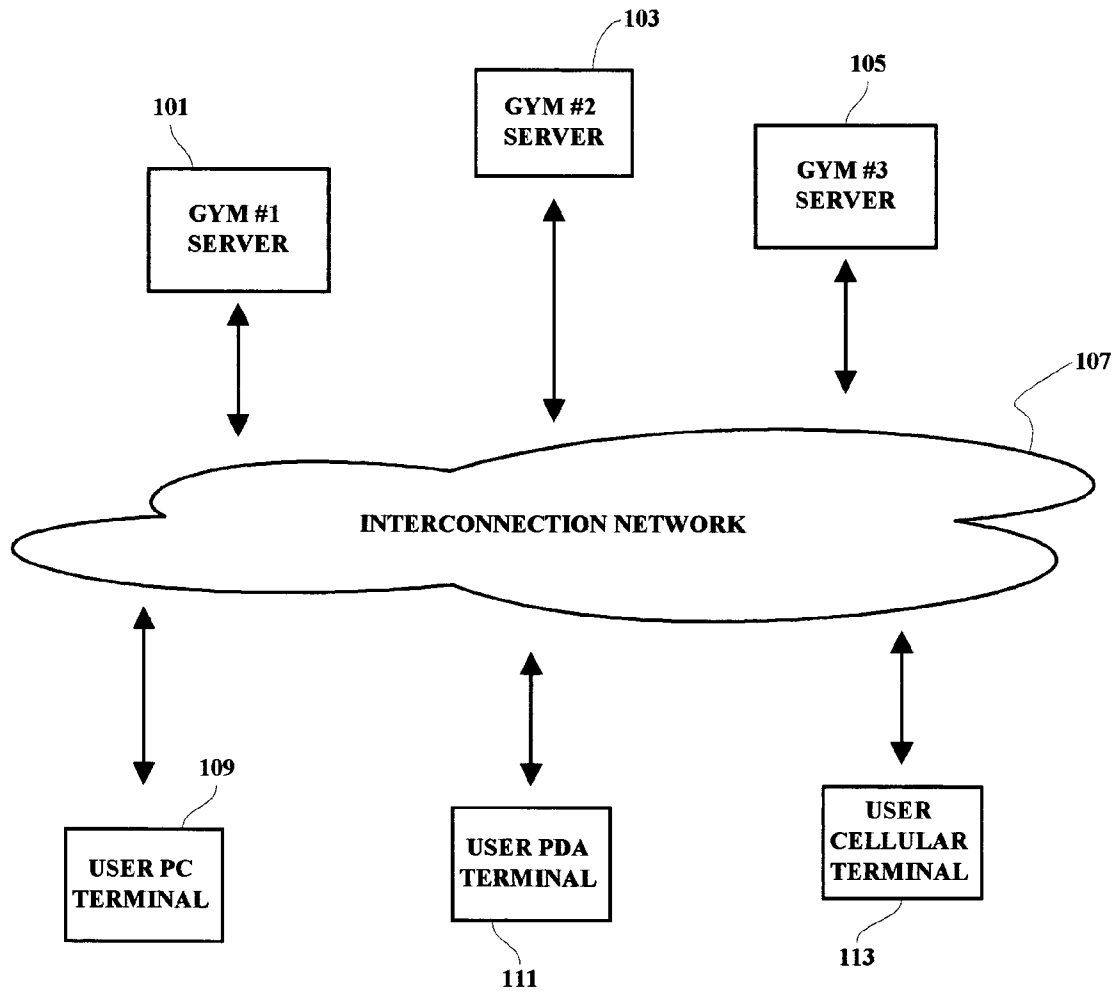 103
GYM #2
SERVER
105
101
GYM #3
SERVER
GYM #1
SERVER
107
INTERCONNECTION NETWORK
109
USER PC
TERMINAL
USER PDA
TERMINAL
USER
CELLULAR
TERMINAL
111
113